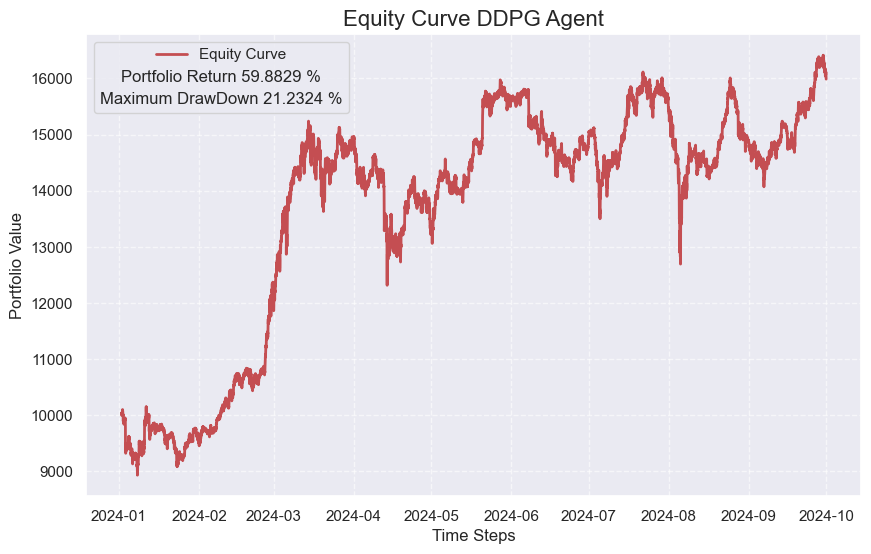 Equity Curve DDPG Agent
Equity Curve
Portfolio Return 59.8829 %
Maximum DrawDown 21.2324 %
Portfolio Value
16000
15000
14000
13000
12000
11000
10000
9000
2024-01 2024-02 2024-03 2024-04 2024-05 2024-06 2024-07 2024-08 2024-09 2024-10
Time Steps